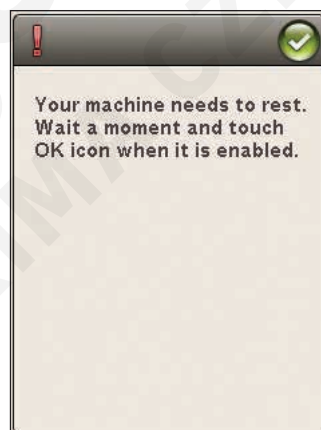 Your machine needs to rest.
Wait a moment and touch
OK icon when it is enabled.